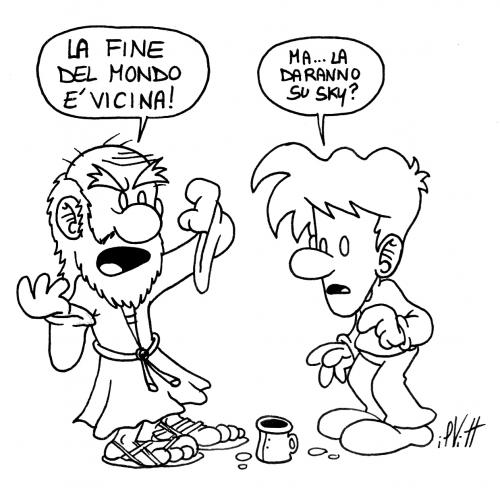 LA FINE
DEL MONDO
E' VICINA!
MA... LA
DARANNO
SU SKY?